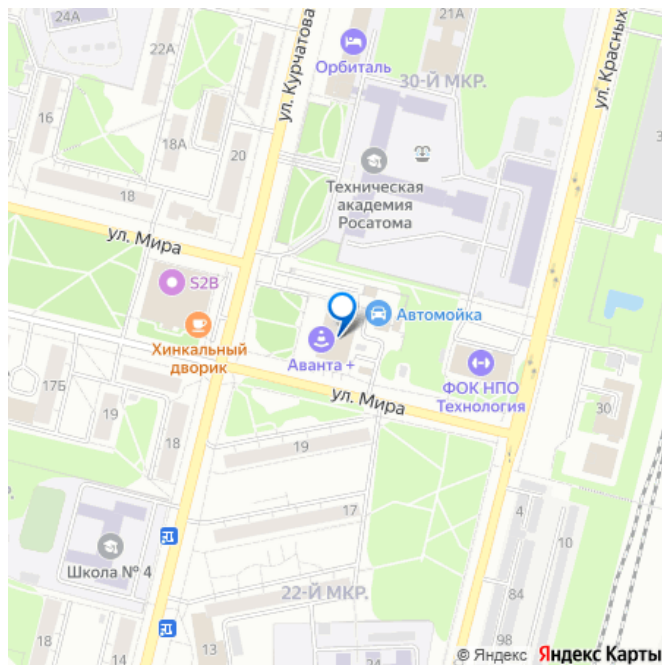 24А
22А
ул. Курчатова
21А
Орбиталь
30-Й МКР.
ул. Красных
16
18А
20
3
Техническая
академия
Росатома
18
ул. Мира
S2B
Автомойка
Хинкальный
дворик
Аванта +
ФОК НПО
Технология
17Б
19
18
ул. Мира
30
19
17
4
10
Школа № 4
22-Й МКР.
84
18
13
24
98
© Яндекс Яндекс Карты